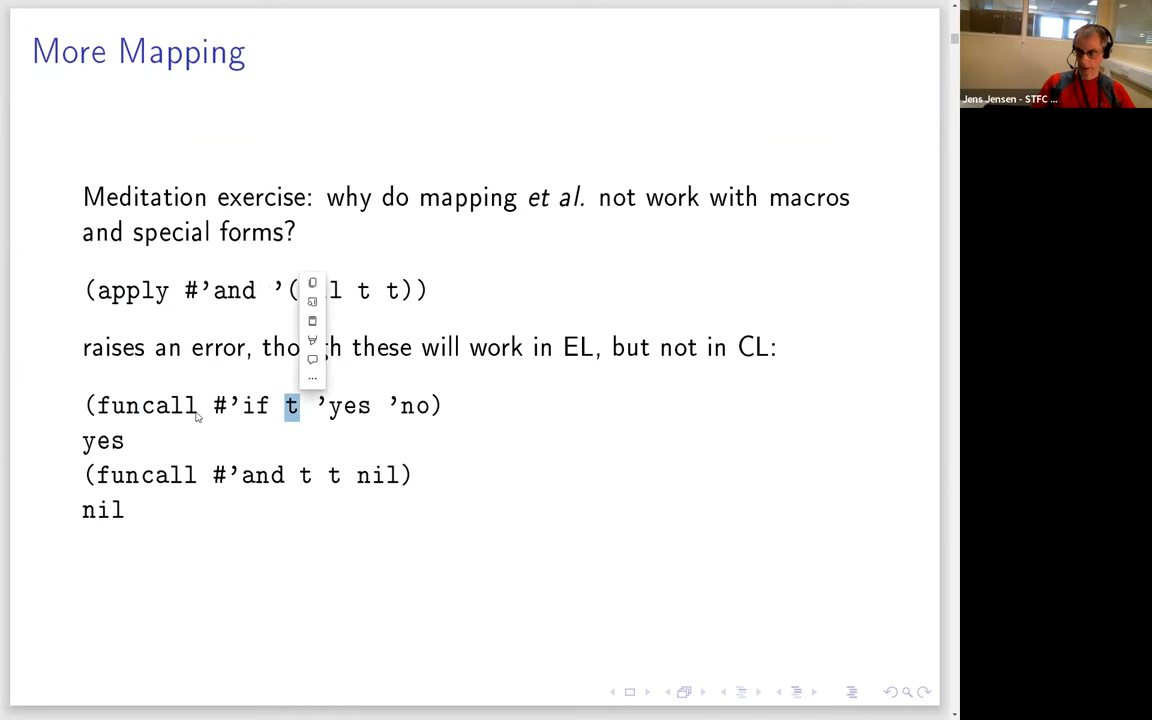 More Mapping
Jens Jensen - STFC ...
Meditation exercise: why do mapping et al. not work with macros
and special forms?
(apply #’and ’( l t t))
raises an error, though these will work in EL, but not in CL:
(funcall #’if t ’yes ’no)
yes
(funcall #’and t t nil)
nil